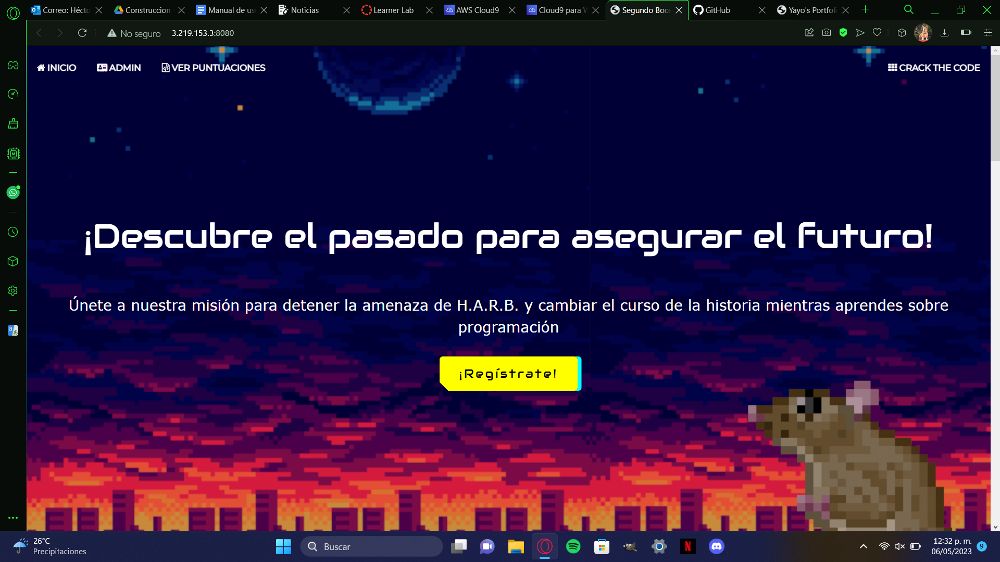 Correo: Hécto
Construccion
Manual de us
Noticias
Learner Lab
AWS Cloud9
Cloud9 para W
Segundo Boce
GitHub
Yayo's Portfoli
No seguro
3.219.153.3:8080
INICIO
ADMIN
VER PUNTUACIONES
CRACK THE CODE
¡Descubre el pasado para asegurar el futuro!
Únete a nuestra misión para detener la amenaza de H.A.R.B. y cambiar el curso de la historia mientras aprendes sobre
programación
¡Regístrate!
26°C
Precipitaciones
Buscar
12:32 p. m.
06/05/2023
9